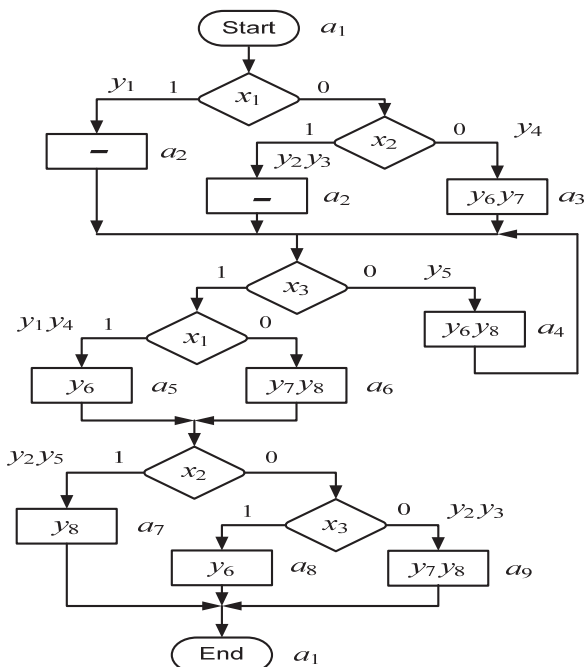 Start a1
y1 1 x1 0
1 x2 0 y4
– a2 y2y3 – a2 y6y7 a3
1 x3 0 y5
y1y4 1 x1 0 y6y8 a4
y6 a5 y7y8 a6
y2y5 1 x2 0
y8 a7 1 x3 0 y2y3
y6 a8 y7y8 a9
End a1